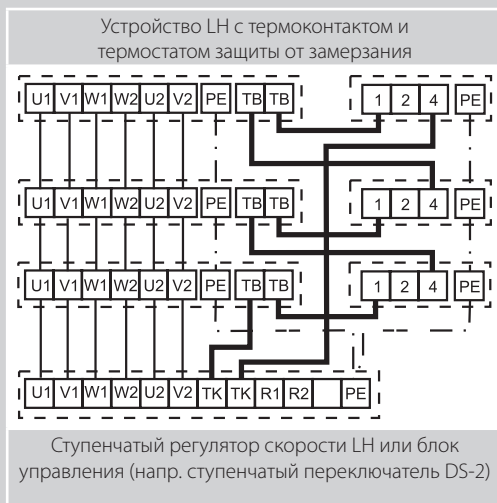 Устройство LH с термоконтактом и
термостатом защиты от замерзания
U1 V1 W1 W2 U2 V2 PE TB TB 1 2 4 PE
U1 V1 W1 W2 U2 V2 PE TB TB 1 2 4 PE
U1 V1 W1 W2 U2 V2 PE TB TB 1 2 4 PE
U1 V1 W1 W2 U2 V2 TK TK R1 R2 PE
Ступенчатый регулятор скорости LH или блок
управления (напр. ступенчатый переключатель DS-2)